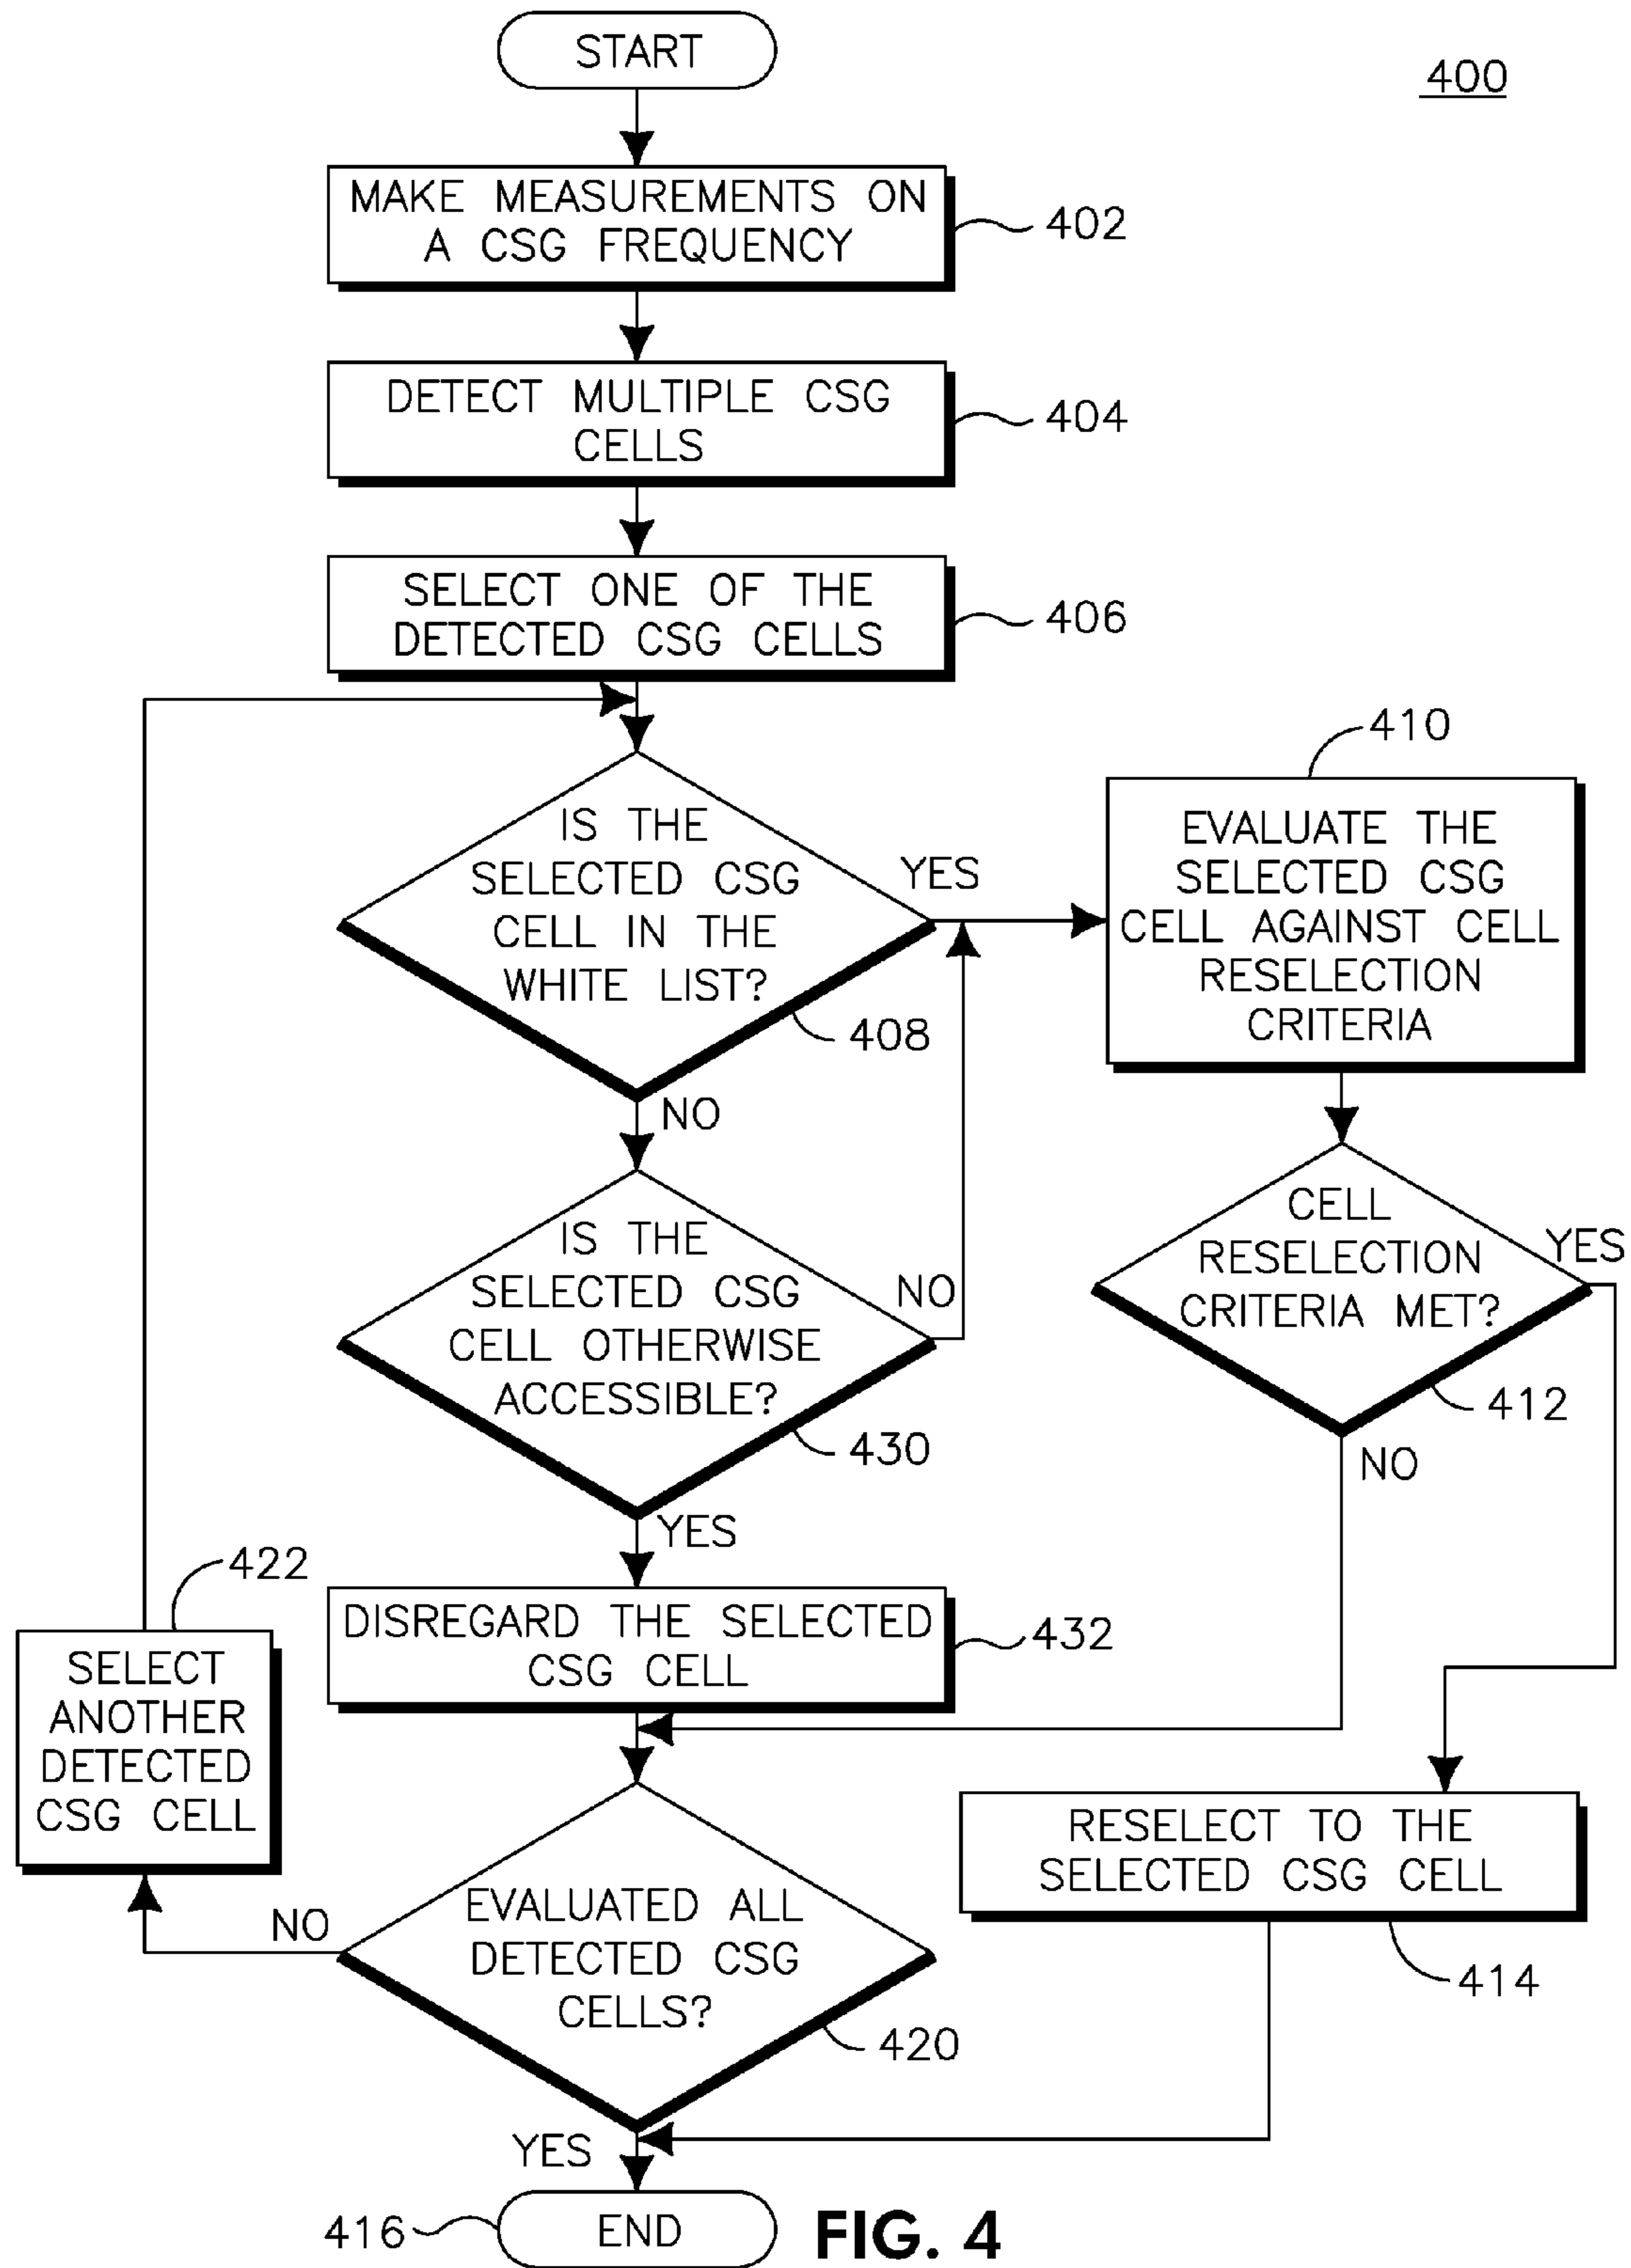 START
400
MAKE MEASUREMENTS ON
A CSG FREQUENCY
402
DETECT MULTIPLE CSG
CELLS
404
SELECT ONE OF THE
DETECTED CSG CELLS
406
IS THE
SELECTED CSG
CELL IN THE
WHITE LIST?
408
YES
NO
410
EVALUATE THE
SELECTED CSG
CELL AGAINST CELL
RESELECTION
CRITERIA
IS THE
SELECTED CSG
CELL OTHERWISE
ACCESSIBLE?
430
NO
YES
CELL
RESELECTION
CRITERIA MET?
412
YES
NO
DISREGARD THE SELECTED
CSG CELL
432
422
SELECT
ANOTHER
DETECTED
CSG CELL
RESELECT TO THE
SELECTED CSG CELL
414
EVALUATED ALL
DETECTED CSG
CELLS?
420
NO
YES
416
END
FIG. 4